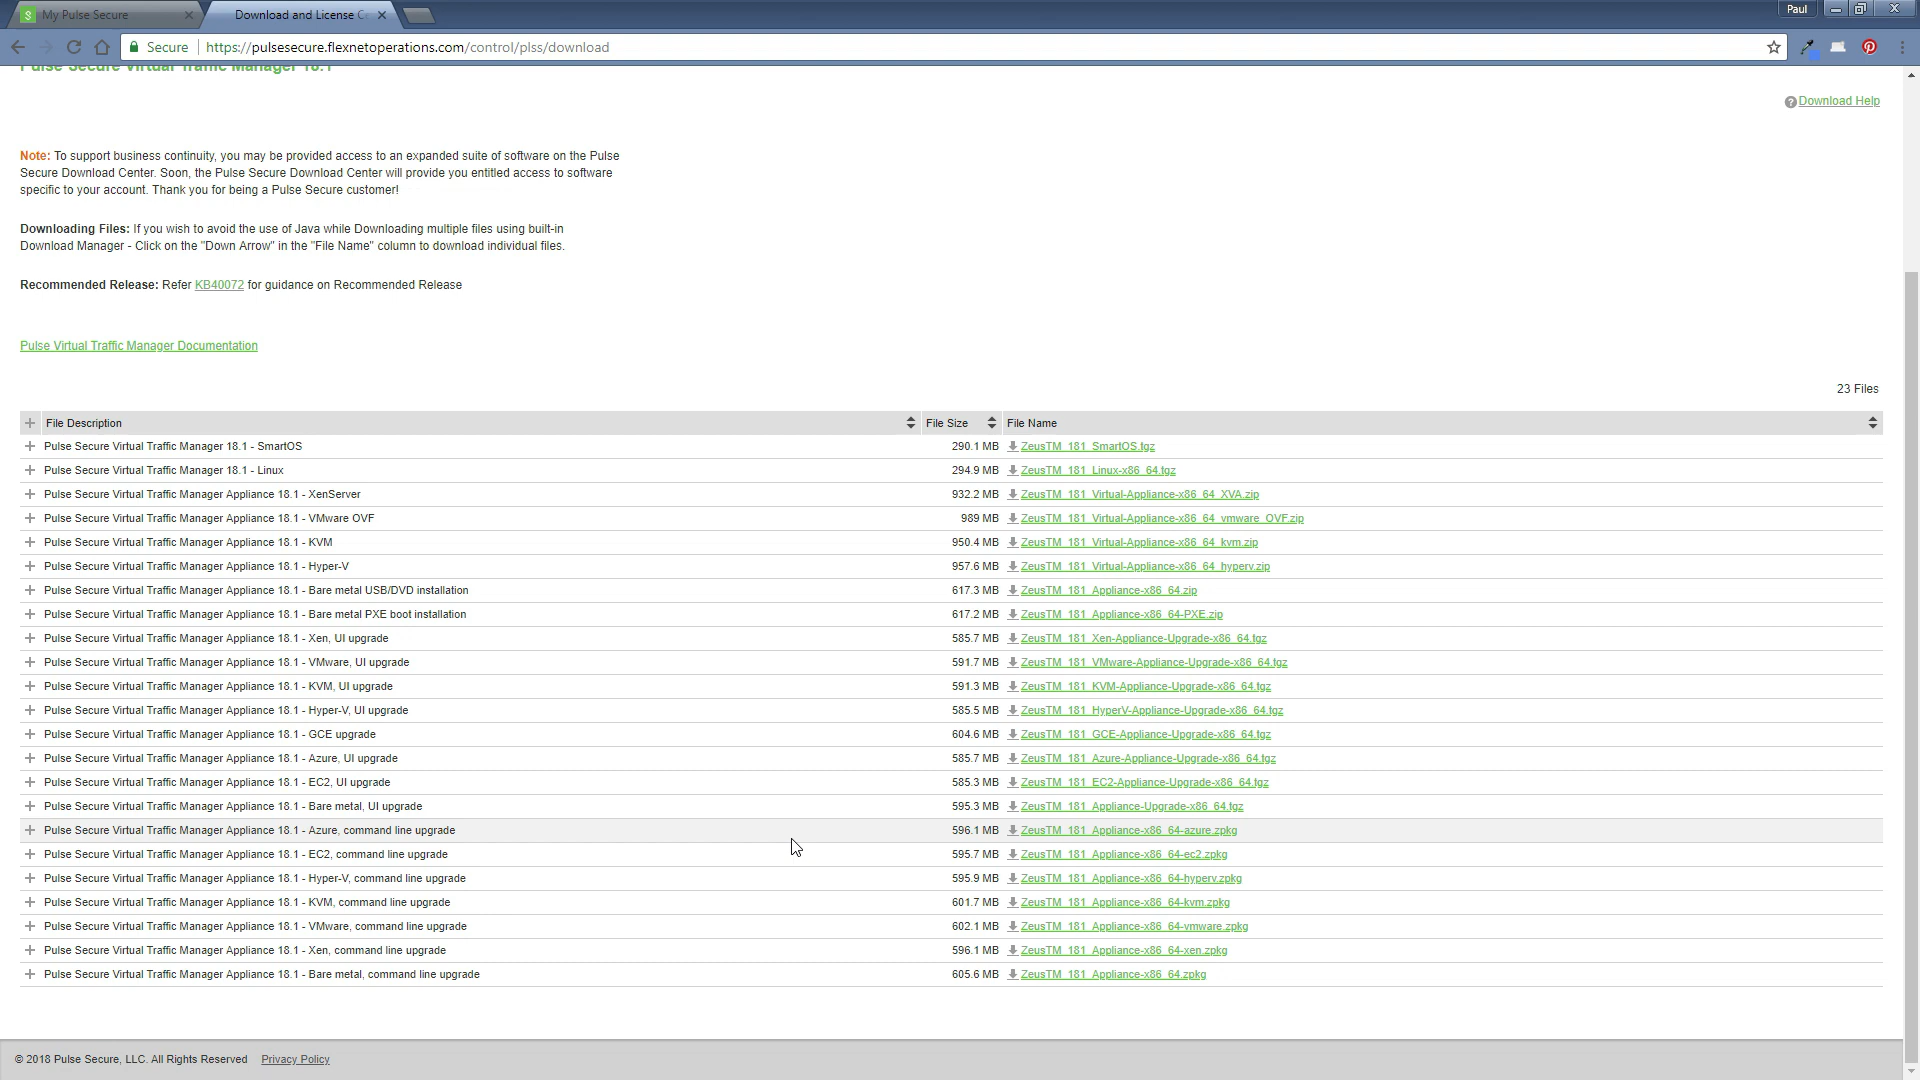 My Pulse Secure
Download and License Ce
Paul
Secure
https://pulsesecure.flexnetoperations.com/control/plss/download
Pulse Secure Virtual Traffic Manager 18.1
Download Help
Note: To support business continuity, you may be provided access to an expanded suite of software on the Pulse
Secure Download Center. Soon, the Pulse Secure Download Center will provide you entitled access to software
specific to your account. Thank you for being a Pulse Secure customer!
Downloading Files: If you wish to avoid the use of Java while Downloading multiple files using built-in
Download Manager - Click on the "Down Arrow" in the "File Name" column to download individual files.
Recommended Release: Refer KB40072 for guidance on Recommended Release
Pulse Virtual Traffic Manager Documentation
23 Files
File Description File Size File Name
Pulse Secure Virtual Traffic Manager 18.1 - SmartOS 290.1 MB ZeusTM_181_SmartOS.tgz
Pulse Secure Virtual Traffic Manager 18.1 - Linux 294.9 MB ZeusTM_181_Linux-x86_64.tgz
Pulse Secure Virtual Traffic Manager Appliance 18.1 - XenServer 932.2 MB ZeusTM_181_Virtual-Appliance-x86_64_XVA.zip
Pulse Secure Virtual Traffic Manager Appliance 18.1 - VMware OVF 989 MB ZeusTM_181_Virtual-Appliance-x86_64_vmware_OVF.zip
Pulse Secure Virtual Traffic Manager Appliance 18.1 - KVM 950.4 MB ZeusTM_181_Virtual-Appliance-x86_64_kvm.zip
Pulse Secure Virtual Traffic Manager Appliance 18.1 - Hyper-V 957.6 MB ZeusTM_181_Virtual-Appliance-x86_64_hyperv.zip
Pulse Secure Virtual Traffic Manager Appliance 18.1 - Bare metal USB/DVD installation 617.3 MB ZeusTM_181_Appliance-x86_64.zip
Pulse Secure Virtual Traffic Manager Appliance 18.1 - Bare metal PXE boot installation 617.2 MB ZeusTM_181_Appliance-x86_64-PXE.zip
Pulse Secure Virtual Traffic Manager Appliance 18.1 - Xen, UI upgrade 585.7 MB ZeusTM_181_Xen-Appliance-Upgrade-x86_64.tgz
Pulse Secure Virtual Traffic Manager Appliance 18.1 - VMware, UI upgrade 591.7 MB ZeusTM_181_VMware-Appliance-Upgrade-x86_64.tgz
Pulse Secure Virtual Traffic Manager Appliance 18.1 - KVM, UI upgrade 591.3 MB ZeusTM_181_KVM-Appliance-Upgrade-x86_64.tgz
Pulse Secure Virtual Traffic Manager Appliance 18.1 - Hyper-V, UI upgrade 585.5 MB ZeusTM_181_HyperV-Appliance-Upgrade-x86_64.tgz
Pulse Secure Virtual Traffic Manager Appliance 18.1 - GCE upgrade 604.6 MB ZeusTM_181_GCE-Appliance-Upgrade-x86_64.tgz
Pulse Secure Virtual Traffic Manager Appliance 18.1 - Azure, UI upgrade 585.7 MB ZeusTM_181_Azure-Appliance-Upgrade-x86_64.tgz
Pulse Secure Virtual Traffic Manager Appliance 18.1 - EC2, UI upgrade 585.3 MB ZeusTM_181_EC2-Appliance-Upgrade-x86_64.tgz
Pulse Secure Virtual Traffic Manager Appliance 18.1 - Bare metal, UI upgrade 595.3 MB ZeusTM_181_Appliance-Upgrade-x86_64.tgz
Pulse Secure Virtual Traffic Manager Appliance 18.1 - Azure, command line upgrade 596.1 MB ZeusTM_181_Appliance-x86_64-azure.zpkg
Pulse Secure Virtual Traffic Manager Appliance 18.1 - EC2, command line upgrade 595.7 MB ZeusTM_181_Appliance-x86_64-ec2.zpkg
Pulse Secure Virtual Traffic Manager Appliance 18.1 - Hyper-V, command line upgrade 595.9 MB ZeusTM_181_Appliance-x86_64-hyperv.zpkg
Pulse Secure Virtual Traffic Manager Appliance 18.1 - KVM, command line upgrade 601.7 MB ZeusTM_181_Appliance-x86_64-kvm.zpkg
Pulse Secure Virtual Traffic Manager Appliance 18.1 - VMware, command line upgrade 602.1 MB ZeusTM_181_Appliance-x86_64-vmware.zpkg
Pulse Secure Virtual Traffic Manager Appliance 18.1 - Xen, command line upgrade 596.1 MB ZeusTM_181_Appliance-x86_64-xen.zpkg
Pulse Secure Virtual Traffic Manager Appliance 18.1 - Bare metal, command line upgrade 605.6 MB ZeusTM_181_Appliance-x86_64.zpkg
© 2018 Pulse Secure, LLC. All Rights Reserved Privacy Policy